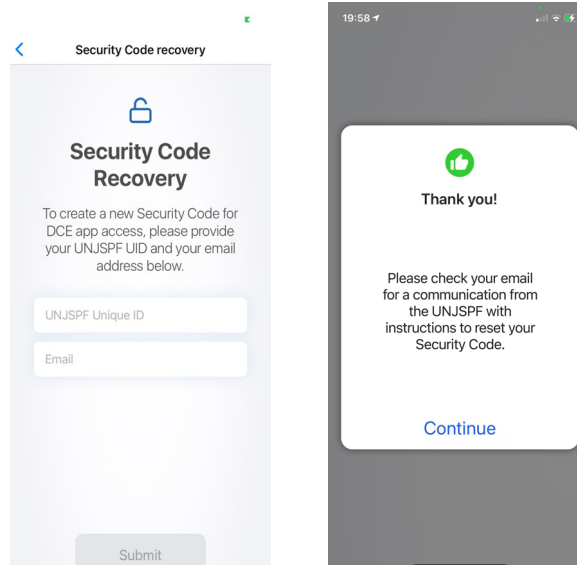 Security Code recovery
Security Code
Recovery
To create a new Security Code for
DCE app access, please provide
your UNJSPF UID and your email
address below.
UNJSPF Unique ID
Email
Submit
19:58
Thank you!
Please check your email
for a communication from
the UNJSPF with
instructions to reset your
Security Code.
Continue